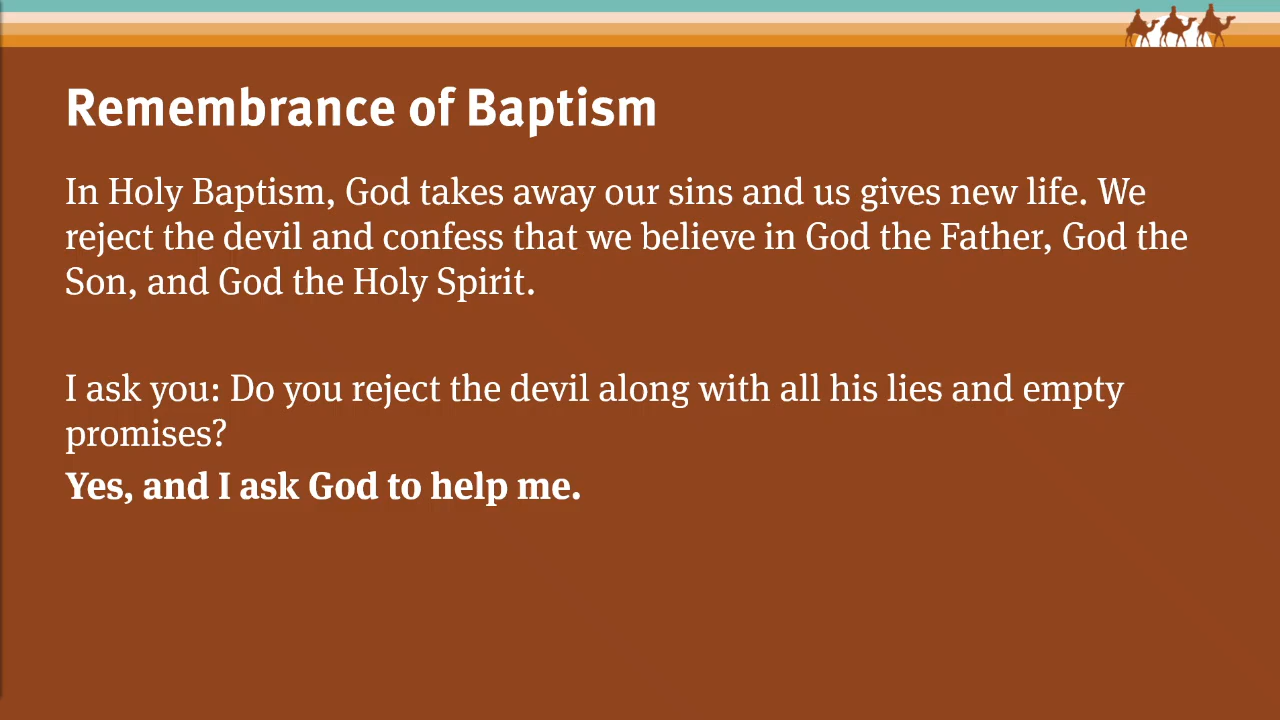 Remembrance of Baptism
In Holy Baptism, God takes away our sins and us gives new life. We
reject the devil and confess that we believe in God the Father, God the
Son, and God the Holy Spirit.
I ask you: Do you reject the devil along with all his lies and empty
promises?
Yes, and I ask God to help me.